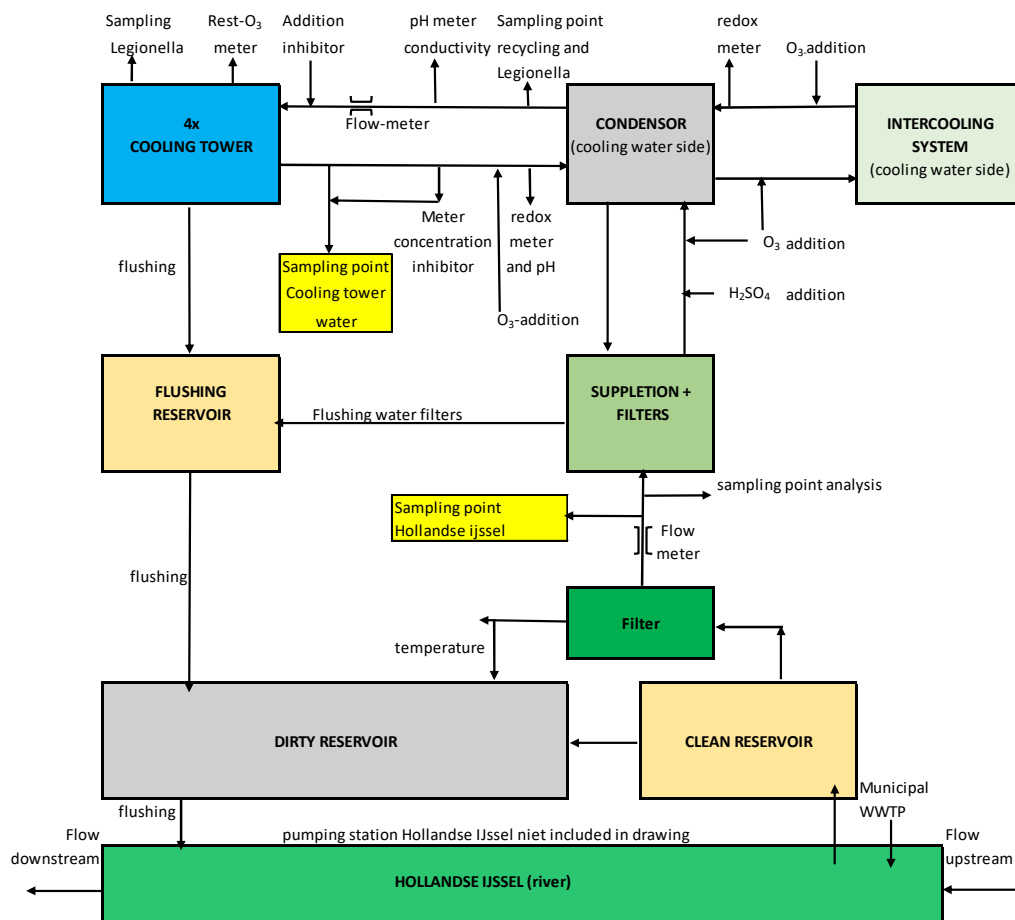 Sampling
Legionella
Rest-O₃
meter
Addition
inhibitor
pH meter
conductivity
Sampling point
recycling and
Legionella
redox
meter
O₃-addition
4x
COOLING TOWER
Flow-meter
CONDENSOR
(cooling water side)
INTERCOOLING
SYSTEM
(cooling water side)
flushing
Sampling point
Cooling tower
water
Meter
concentration
inhibitor
redox
meter
and pH
O₃-addition
O₃ addition
H₂SO₄ addition
FLUSHING
RESERVOIR
Flushing water filters
SUPPLETION +
FILTERS
sampling point analysis
Sampling point
Hollandse ijssel
Flow
meter
flushing
Filter
temperature
DIRTY RESERVOIR
CLEAN RESERVOIR
flushing
Municipal
WWTP
Flow
downstream
pumping station Hollandse IJssel niet included in drawing
Flow
upstream
HOLLANDSE IJSSEL (river)